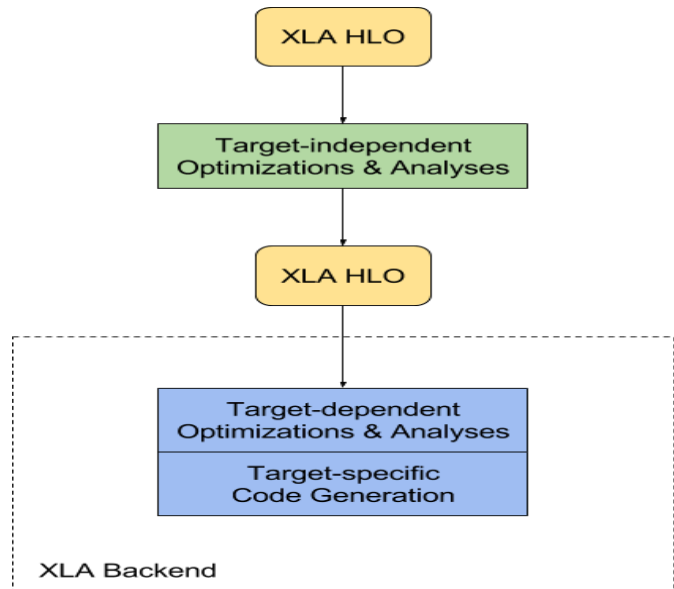 XLA HLO
Target-independent
Optimizations & Analyses
XLA HLO
Target-dependent
Optimizations & Analyses
Target-specific
Code Generation
XLA Backend